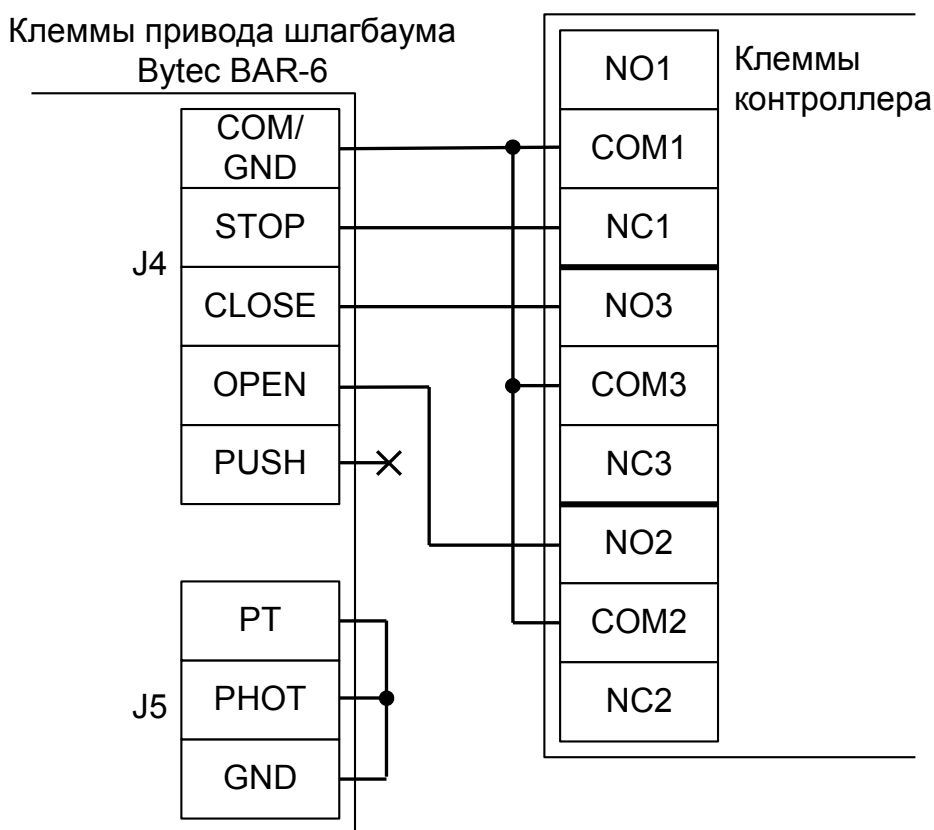 Клеммы привода шлагбаума
Bytec BAR-6
COM/
GND
STOP
CLOSE
OPEN
PUSH
J4
PT
PHOT
GND
J5
Клеммы
контроллера
NO1
COM1
NC1
NO3
COM3
NC3
NO2
COM2
NC2